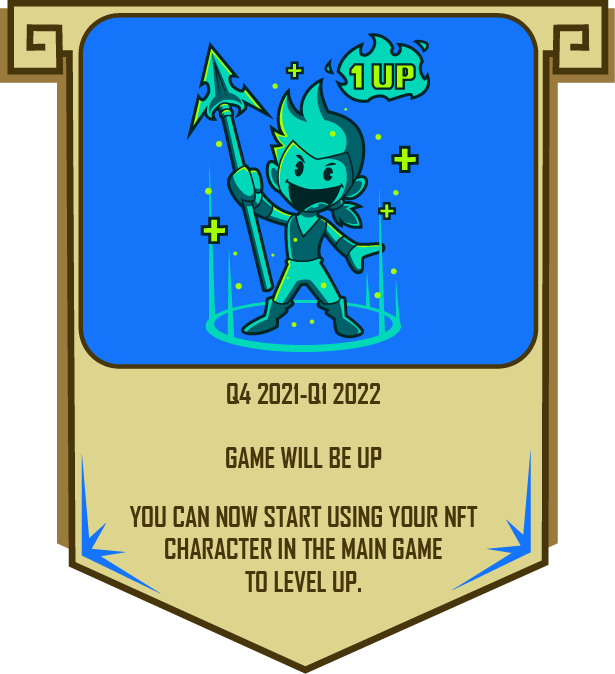 1 UP
Q4 2021-Q1 2022
GAME WILL BE UP
YOU CAN NOW START USING YOUR NFT
CHARACTER IN THE MAIN GAME
TO LEVEL UP.